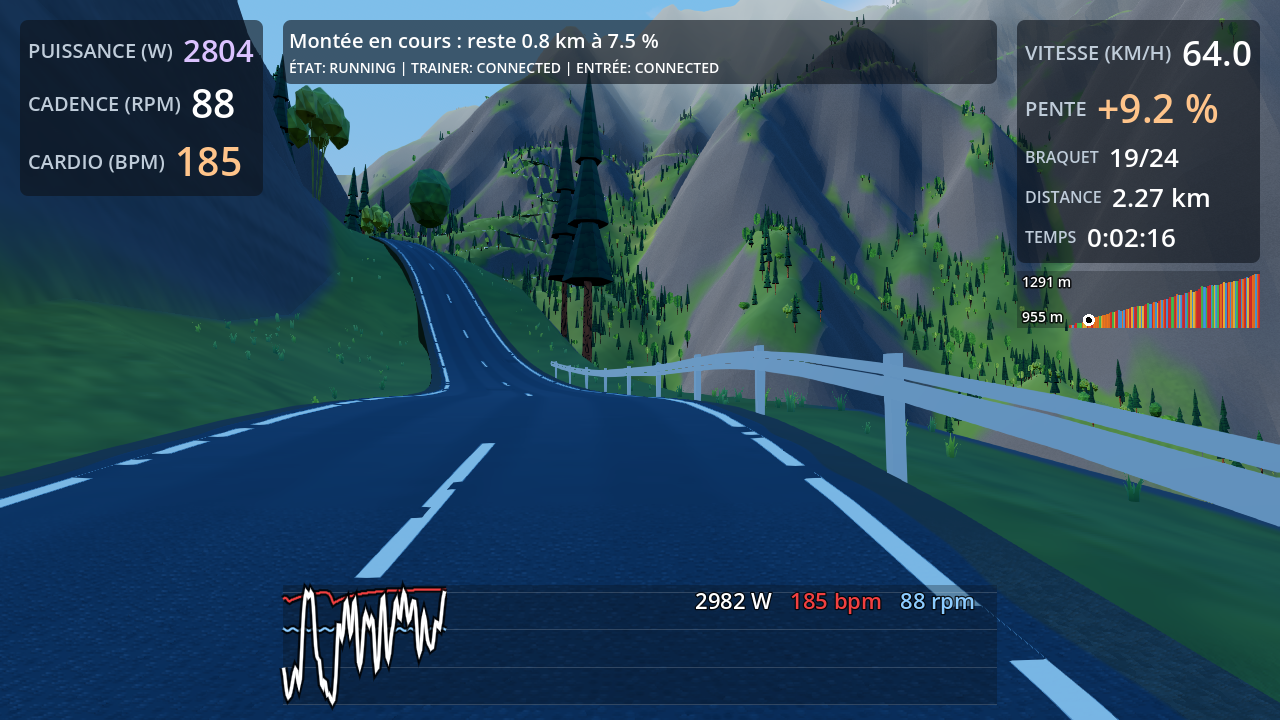 PUISSANCE (W) 2804
CADENCE (RPM) 88
CARDIO (BPM) 185
Montée en cours : reste 0.8 km à 7.5 %
ÉTAT: RUNNING | TRAINER: CONNECTED | ENTRÉE: CONNECTED
VITESSE (KM/H) 64.0
PENTE +9.2 %
BRAQUET 19/24
DISTANCE 2.27 km
TEMPS 0:02:16
1291 m
955 m
2982 W 185 bpm 88 rpm